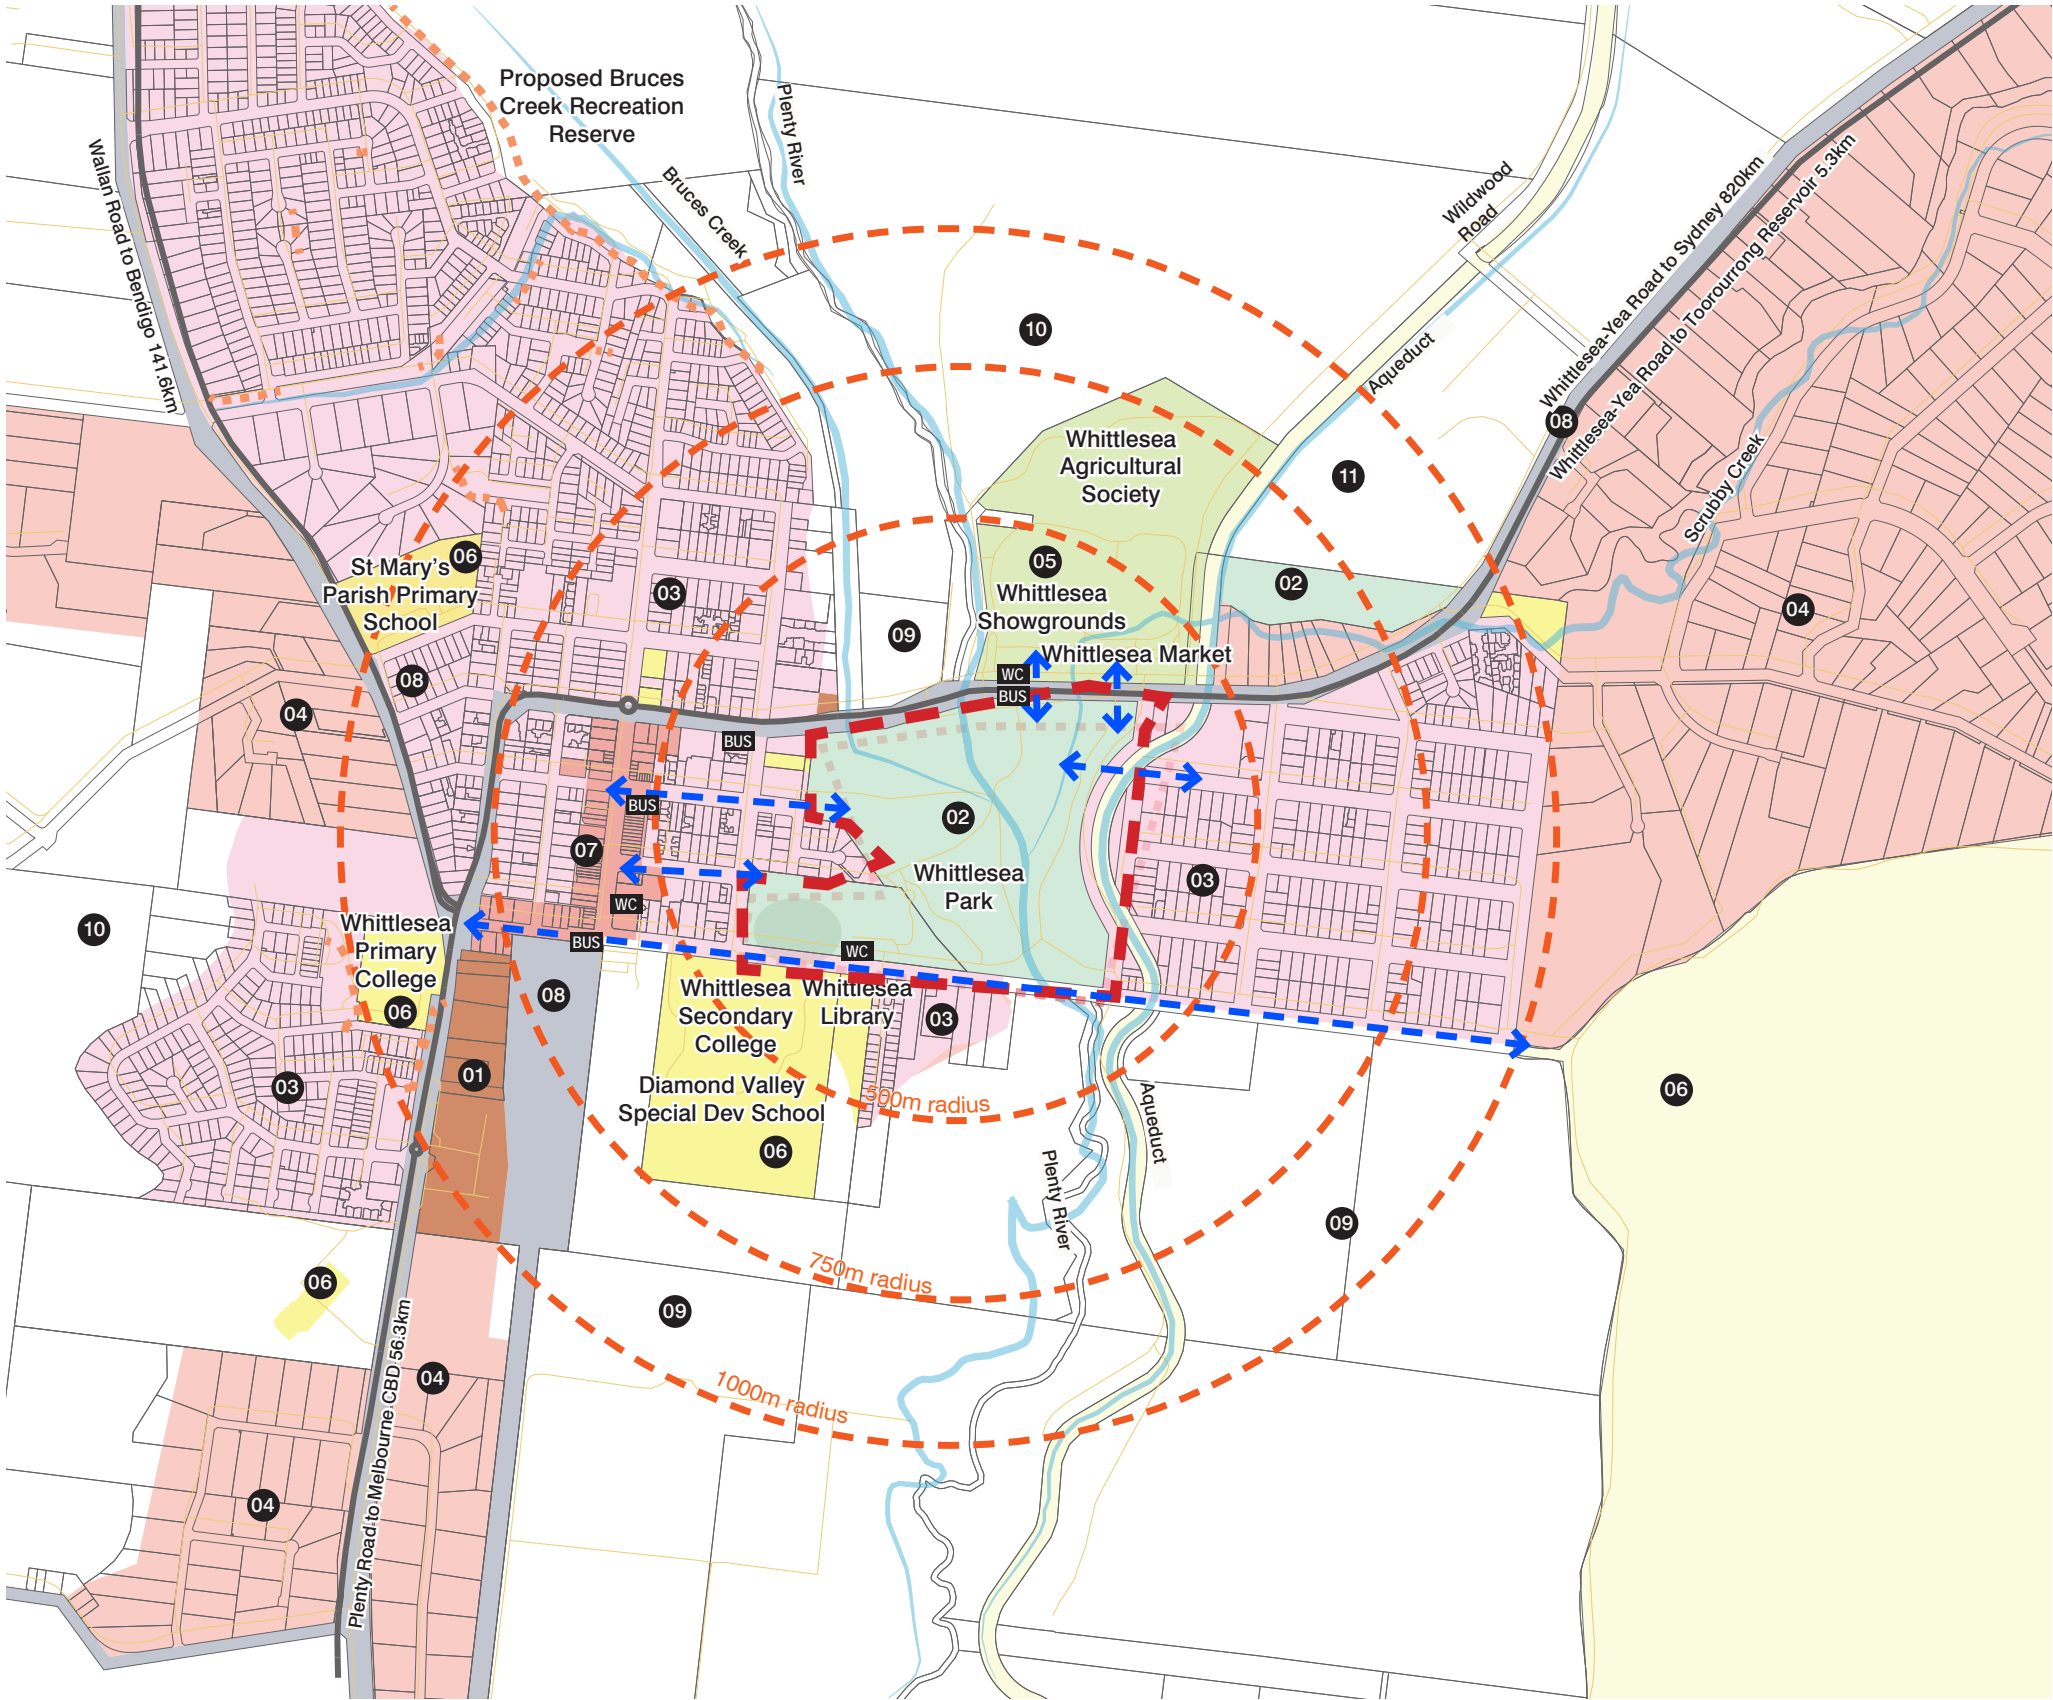 Proposed Bruces
Creek Recreation
Reserve
Plenty River
Bruces Creek
Wallan Road to Bendigo 141.6km
Wildwood
Road
Whittlesea-Yea Road to Sydney 820km
Whittlesea-Yea Road to Toorourrong Reservoir 5.3km
10
Aqueduct
08
Scrubby Creek
Whittlesea
Agricultural
Society
11
06
St Mary's
Parish Primary
School
03
05
02
Whittlesea
Showgrounds
04
09
Whittlesea Market
08
WC
BUS
04
BUS
BUS
02
07
Whittlesea
Park
03
WC
10
Whittlesea
Primary
College
BUS
WC
06
08
Whittlesea
Secondary
College
Whittlesea
Library
03
01
03
Diamond Valley
Special Dev School
500m radius
06
06
Aqueduct
Plenty River
09
750m radius
06
09
04
1000m radius
Plenty Road to Melbourne CBD 56.3km
04